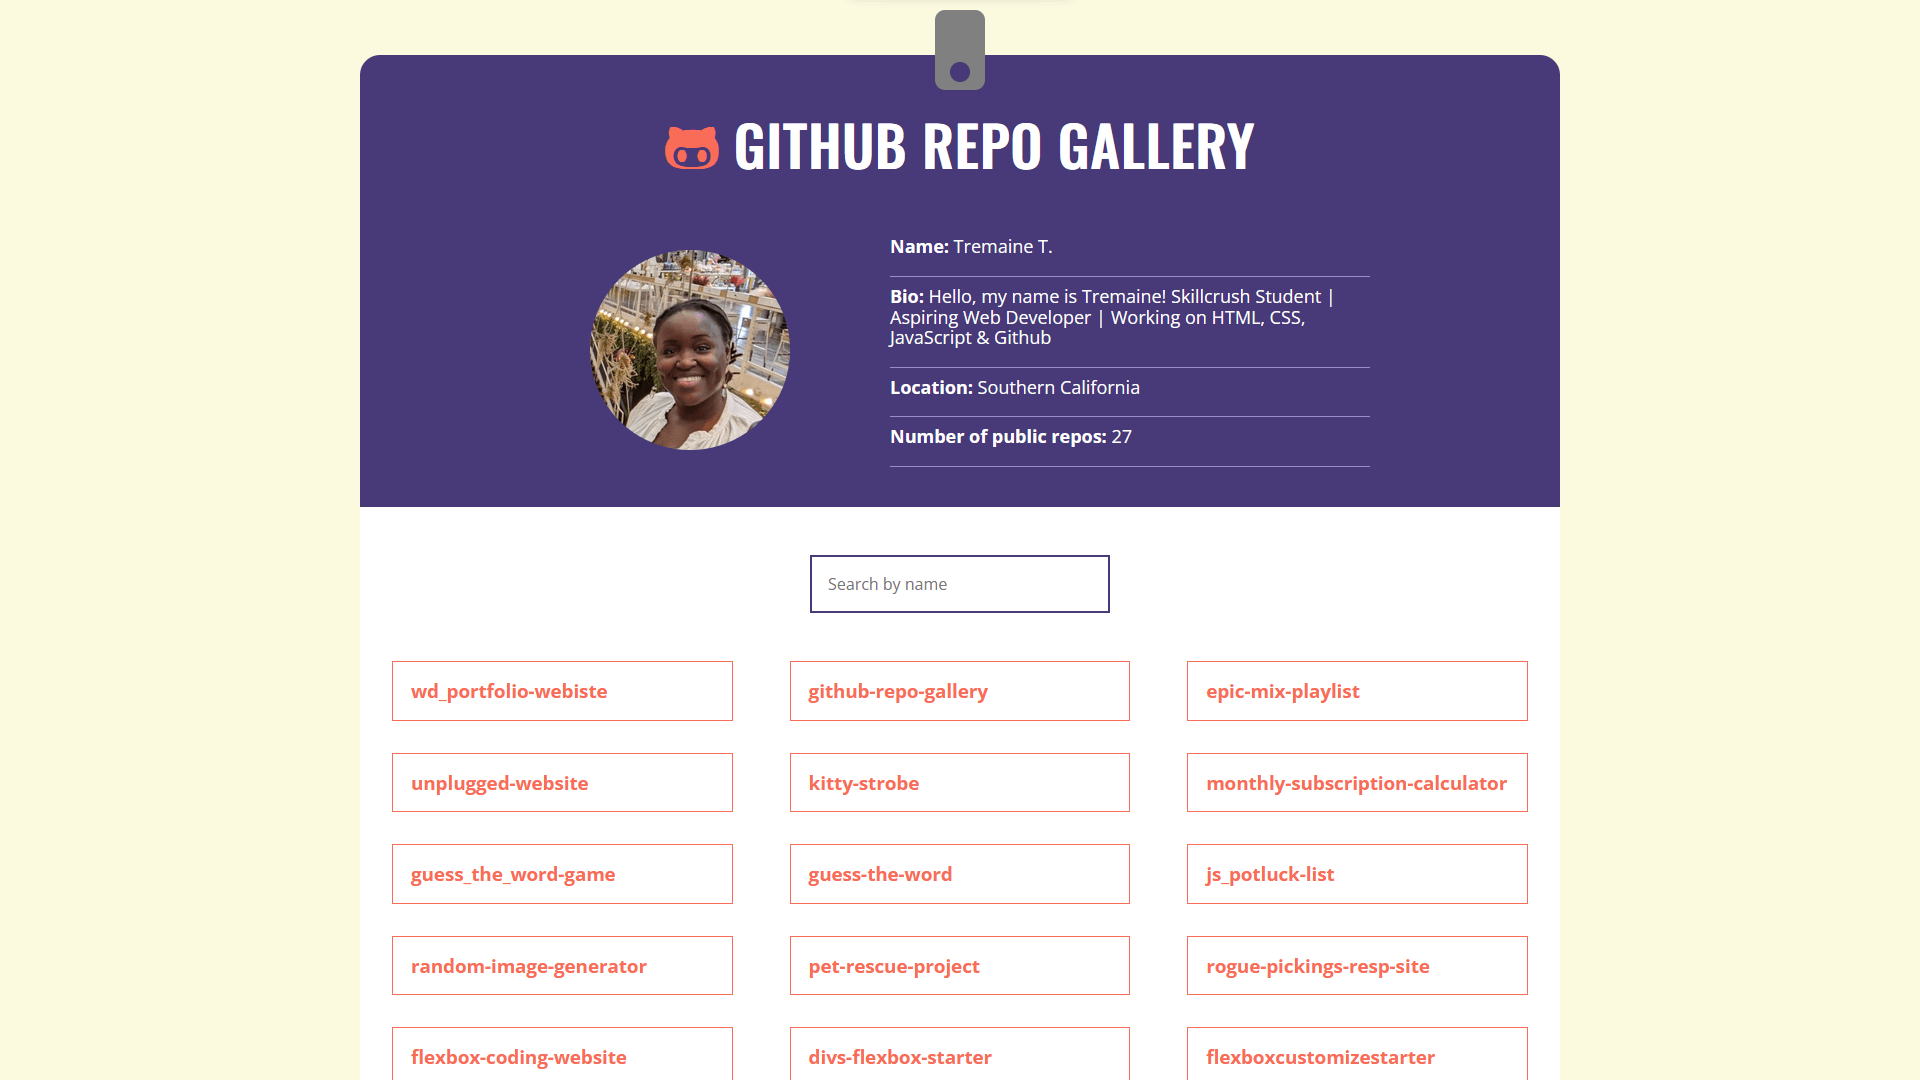 GITHUB REPO GALLERY
Name: Tremaine T.
Bio: Hello, my name is Tremaine! Skillcrush Student |
Aspiring Web Developer | Working on HTML, CSS,
JavaScript & Github
Location: Southern California
Number of public repos: 27
Search by name
wd_portfolio-webiste
github-repo-gallery
epic-mix-playlist
unplugged-website
kitty-strobe
monthly-subscription-calculator
guess_the_word-game
guess-the-word
js_potluck-list
random-image-generator
pet-rescue-project
rogue-pickings-resp-site
flexbox-coding-website
divs-flexbox-starter
flexboxcustomizestarter